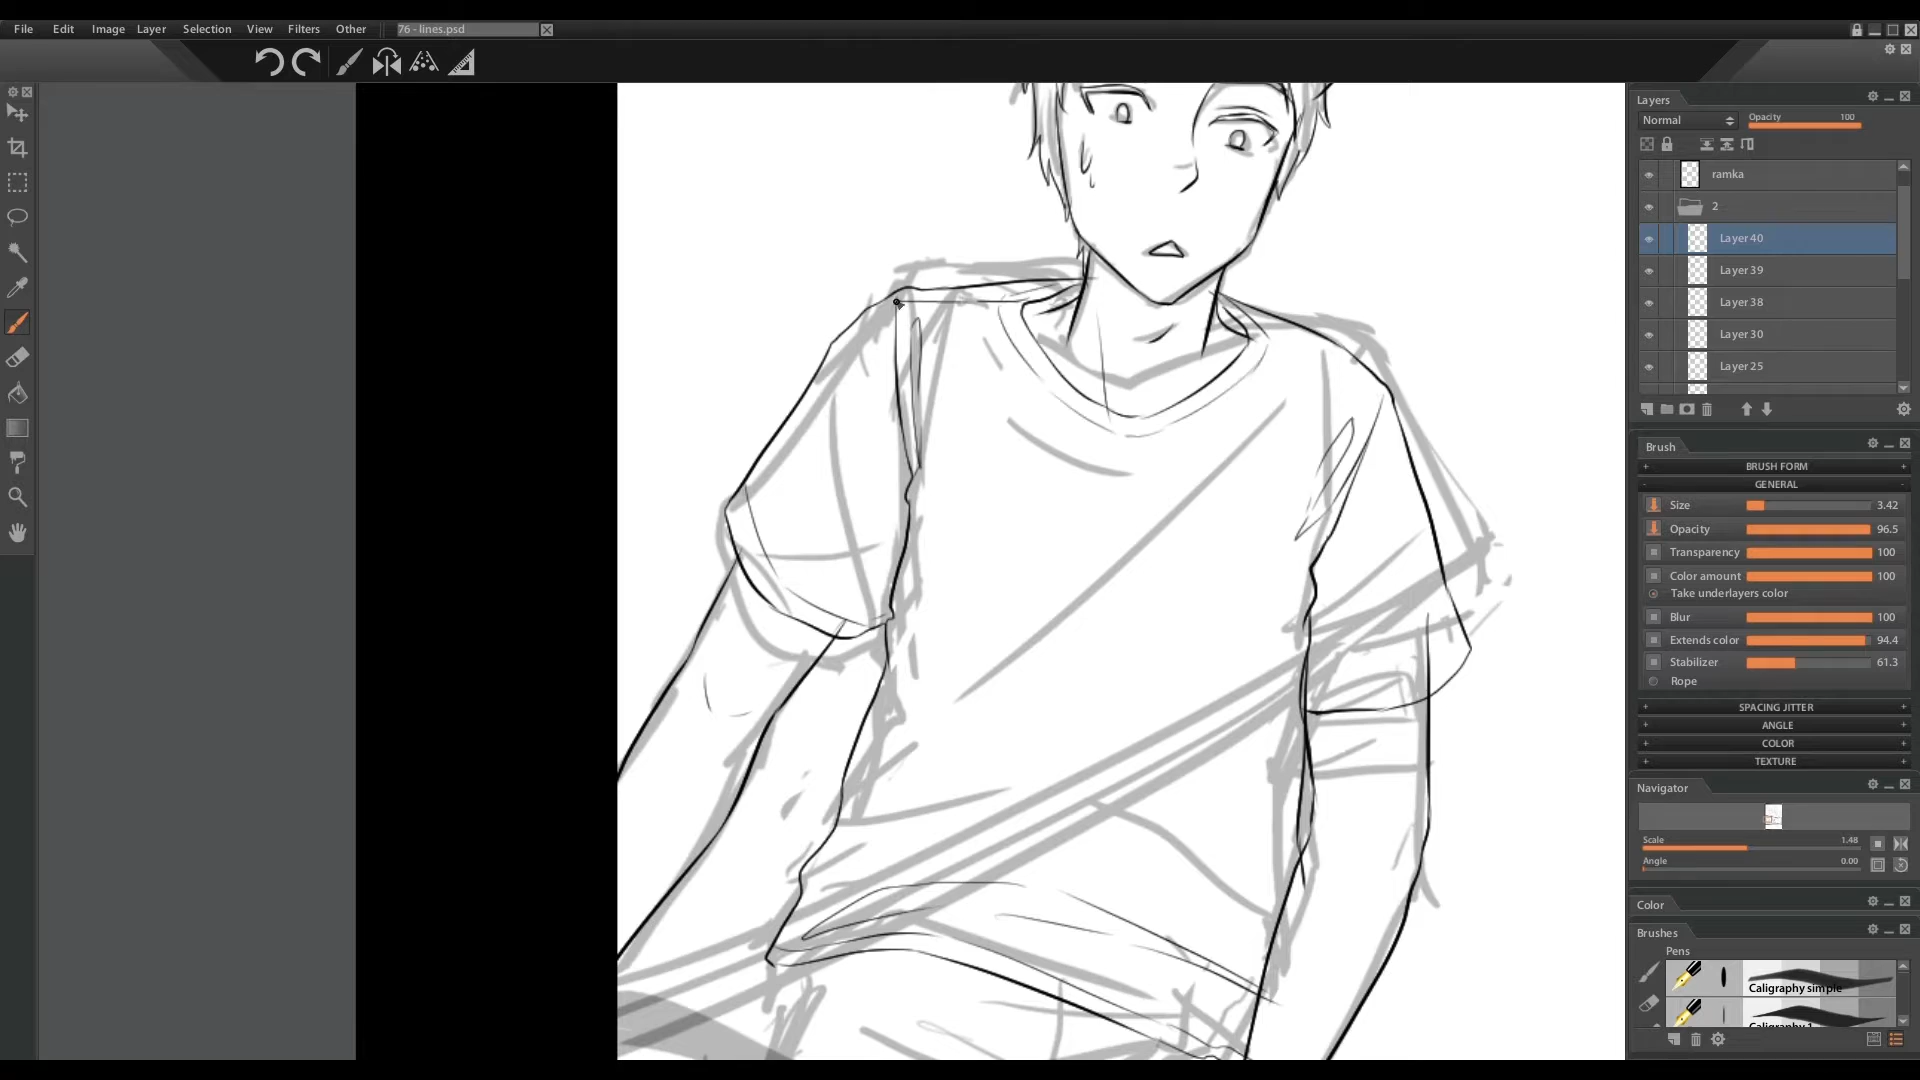 File Edit Image Layer Selection View Filters Other 76 - lines.psd
Layers
Normal Opacity 100
ramka
2
Layer 40
Layer 39
Layer 38
Layer 30
Layer 25
Brush
+ BRUSH FORM +
- GENERAL -
Size 3.42
Opacity 96.5
Transparency 100
Color amount 100
Take underlayers color
Blur 100
Extends color 94.4
Stabilizer 61.3
Rope
+ SPACING JITTER +
+ ANGLE +
+ COLOR +
+ TEXTURE +
Navigator
Scale 1.48
Angle 0.00
Color
Brushes
Pens
Caligraphy simple
Caligraphy 1